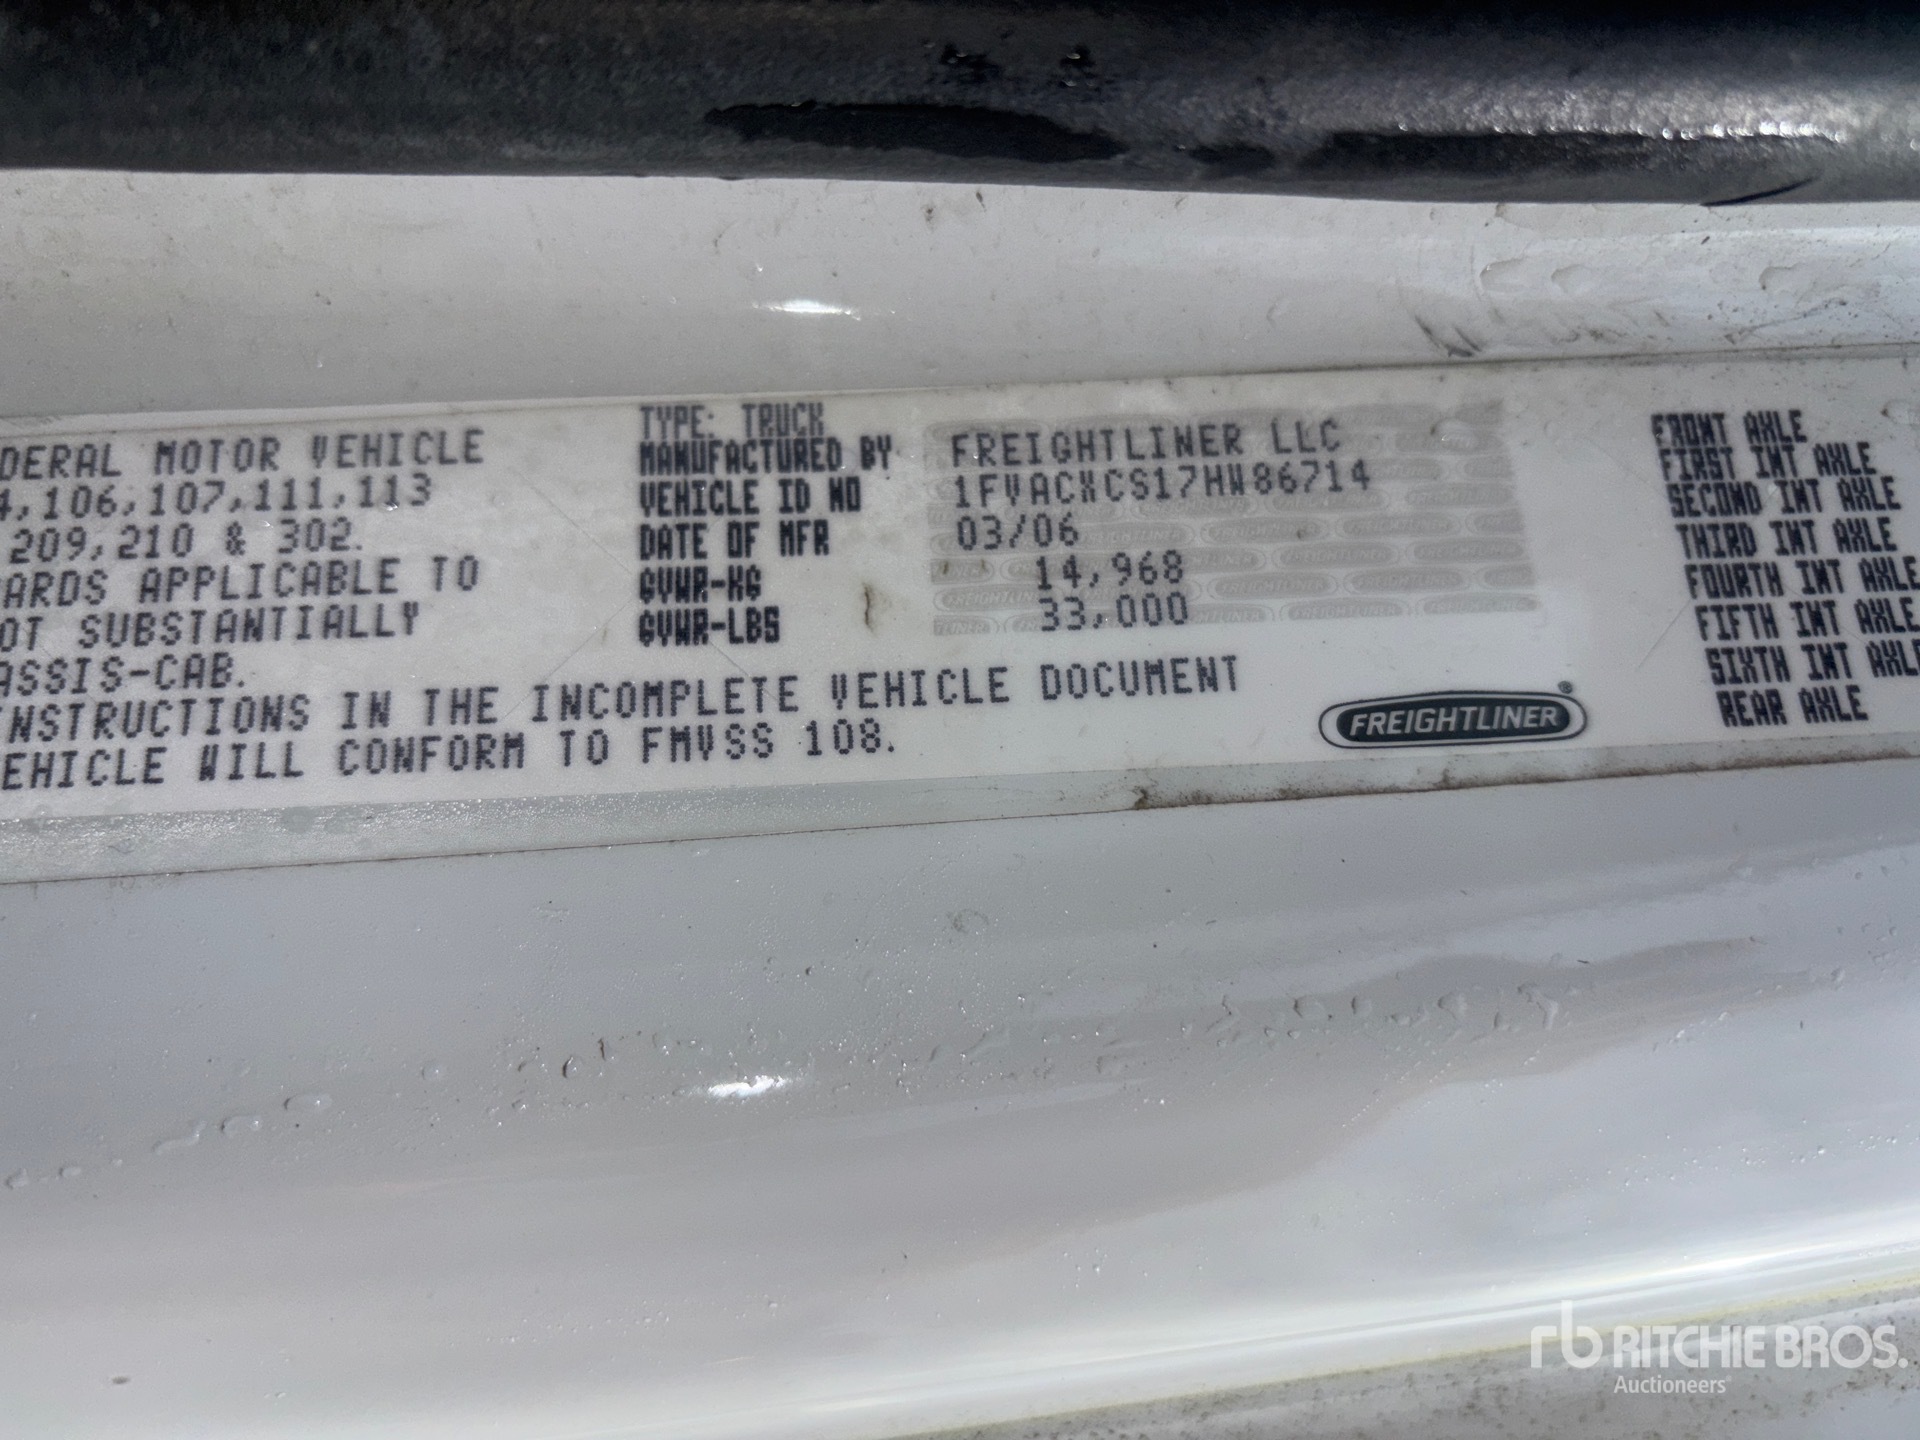 DERAL MOTOR VEHICLE
4,106,107,111,113
209,210 & 302.
ARDS APPLICABLE TO
OT SUBSTANTIALLY
ASSIS-CAB.
NSTRUCTIONS IN THE INCOMPLETE VEHICLE DOCUMENT
EHICLE WILL CONFORM TO FMVSS 108.
TYPE: TRUCK
MANUFACTURED BY FREIGHTLINER LLC
VEHICLE ID NO 1FVACXCS17HW86714
DATE OF MFR 03/06
GVWR-KG 14,968
GVWR-LBS 33,000
FREIGHTLINER®
FRONT AXLE
FIRST INT AXLE
SECOND INT AXLE
THIRD INT AXLE
FOURTH INT AXLE
FIFTH INT AXLE
SIXTH INT AXLE
REAR AXLE
rb RITCHIE BROS.
Auctioneers